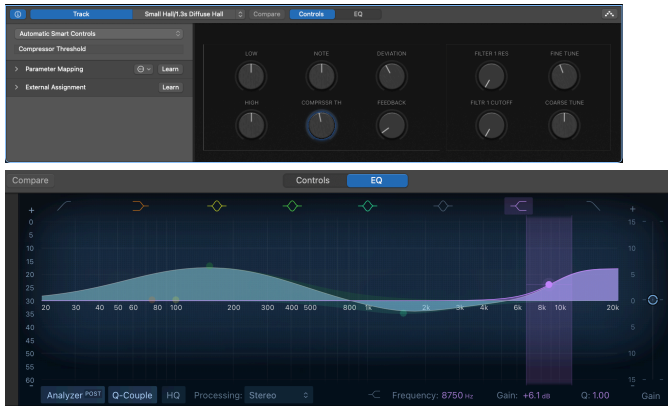 Track Small Hall/1.3s Diffuse Hall Compare Controls EQ
Automatic Smart Controls
Compressor Threshold
Parameter Mapping Learn
External Assignment Learn
LOW NOTE DEVIATION FILTER 1 RES FINE TUNE
HIGH COMPRSSR TH FEEDBACK FILTR 1 CUTOFF COARSE TUNE
Compare Controls EQ
+ +
0 15
5
10 10
15
20 5
25
30 20 30 40 50 60 80 100 200 300 400 500 800 1k 2k 3k 4k 6k 8k 10k 20k 0
35
40 5
45
50 10
55
60 15
- -
Analyzer POST Q-Couple HQ Processing: Stereo Frequency: 8750 Hz Gain: +6.1 dB Q: 1.00 Gain